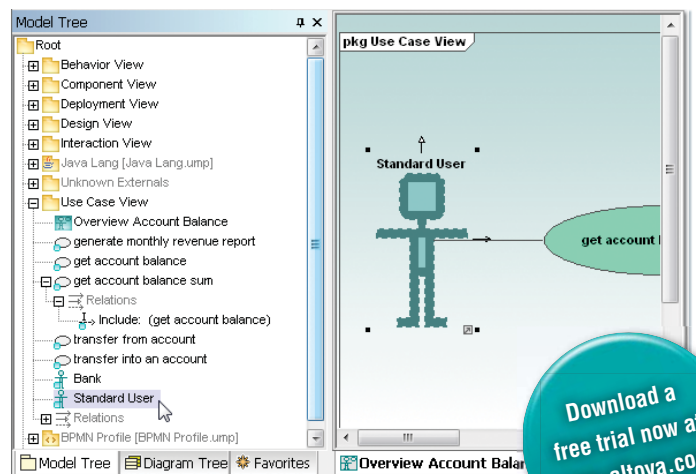 Model Tree
Root
Behavior View
Component View
Deployment View
Design View
Interaction View
Java Lang [Java Lang.ump]
Unknown Externals
Use Case View
Overview Account Balance
generate monthly revenue report
get account balance
get account balance sum
Relations
Include: (get account balance)
transfer from account
transfer into an account
Bank
Standard User
Relations
BPMN Profile [BPMN Profile.ump]
Model Tree Diagram Tree Favorites
pkg Use Case View
Standard User
get account
Overview Account Balan
Download a
free trial now